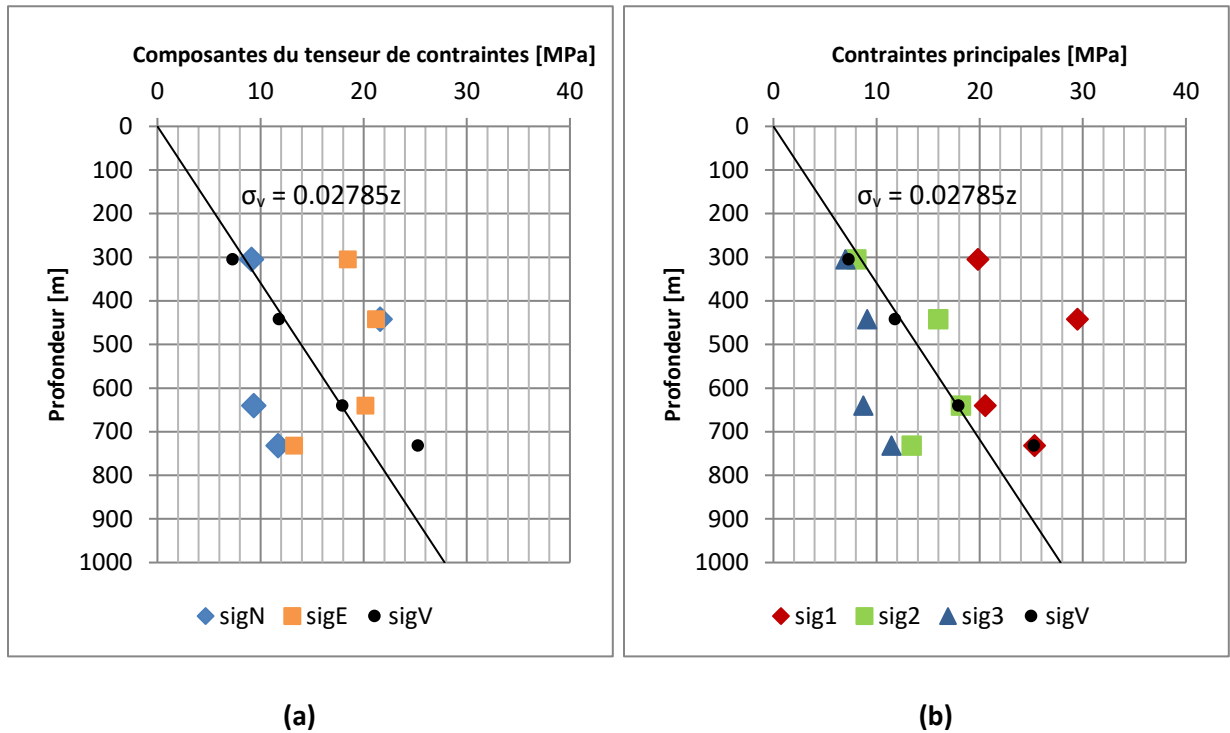 Composantes du tenseur de contraintes [MPa]
0 10 20 30 40
0
100
200
300
400
500
600
700
800
900
1000
Profondeur [m]
σv = 0.02785z
sigN sigE sigV
(a)
Contraintes principales [MPa]
0 10 20 30 40
0
100
200
300
400
500
600
700
800
900
1000
Profondeur [m]
σv = 0.02785z
sig1 sig2 sig3 sigV
(b)